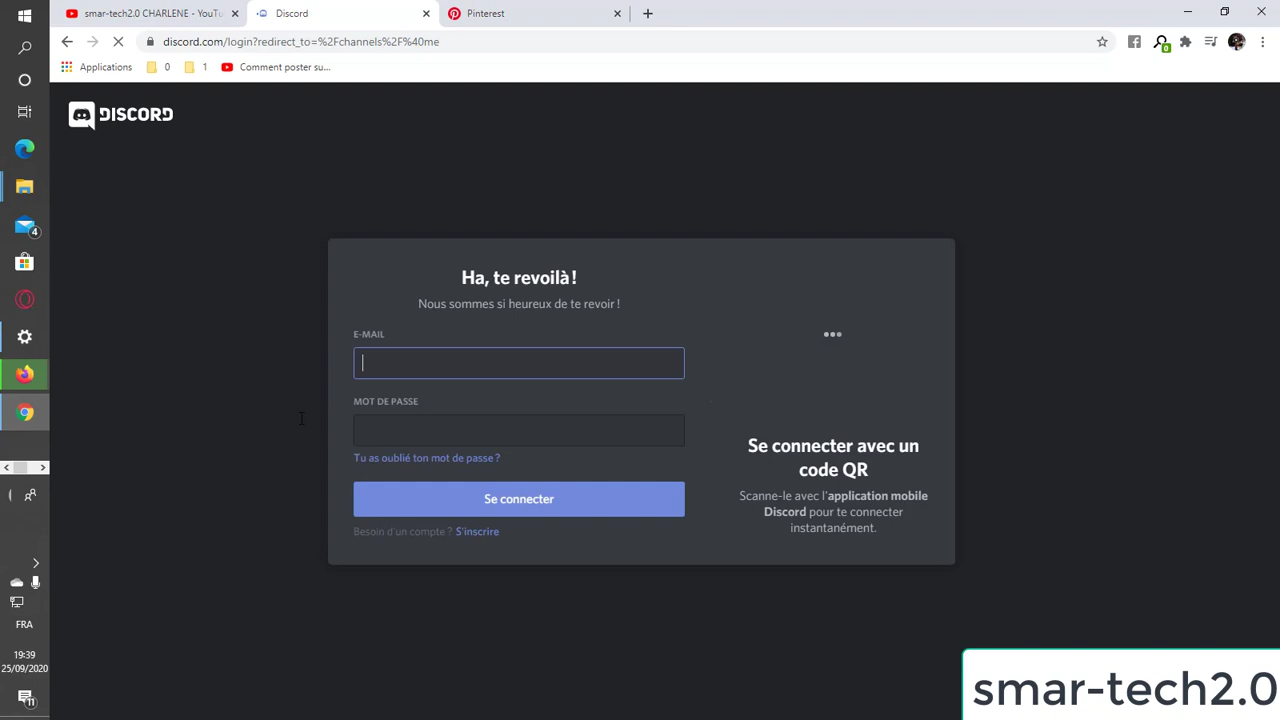 smar-tech2.0 CHARLENE - YouTu
Discord
Pinterest
discord.com/login?redirect_to=%2Fchannels%2F%40me
0
Applications
0
1
Comment poster su...
DISCORD
4
Ha, te revoilà !
Nous sommes si heureux de te revoir !
E-MAIL
MOT DE PASSE
Tu as oublié ton mot de passe ?
Se connecter
Besoin d'un compte ? S'inscrire
Se connecter avec un
code QR
Scanne-le avec l'application mobile
Discord pour te connecter
instantanément.
FRA
19:39
25/09/2020
11
smar-tech2.0